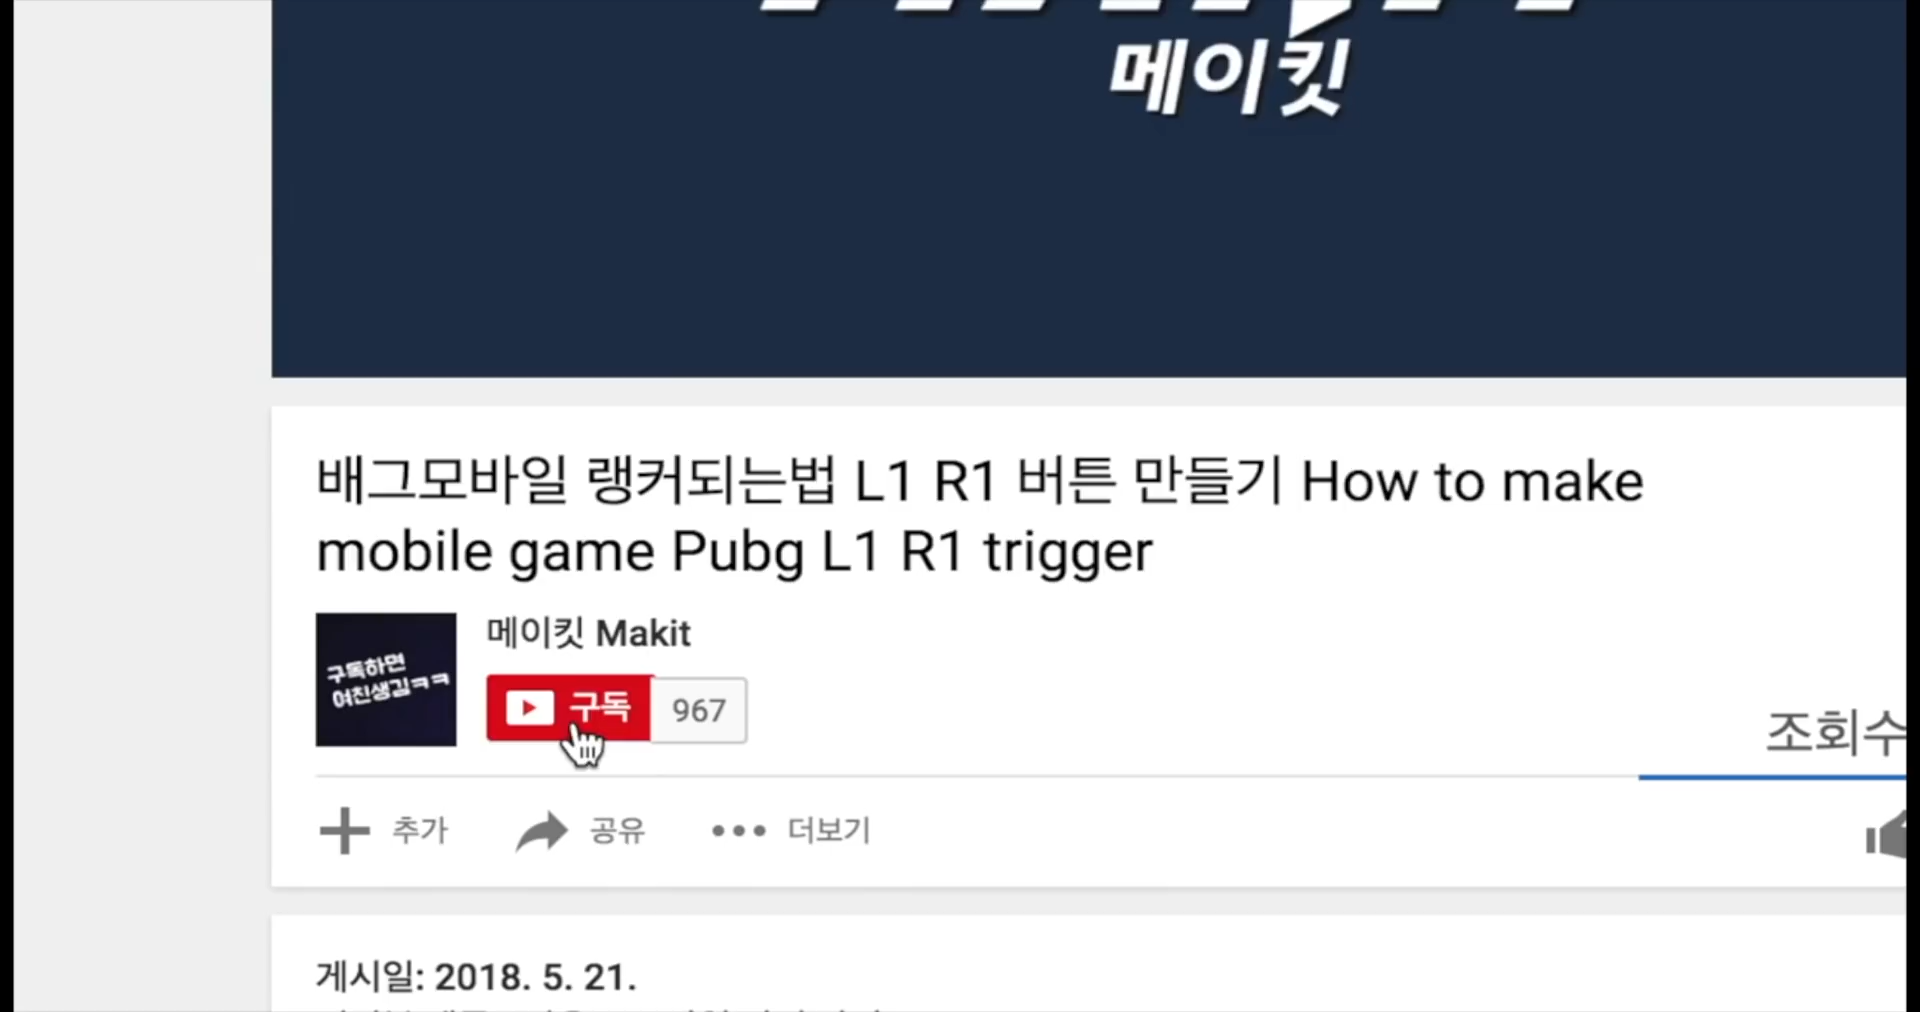 메이킷
배그모바일 랭커되는법 L1 R1 버튼 만들기 How to make
mobile game Pubg L1 R1 trigger
메이킷 Makit
구독하면
여친생김ㅋㅋ
구독 967
조회수
추가 공유 더보기
게시일: 2018. 5. 21.